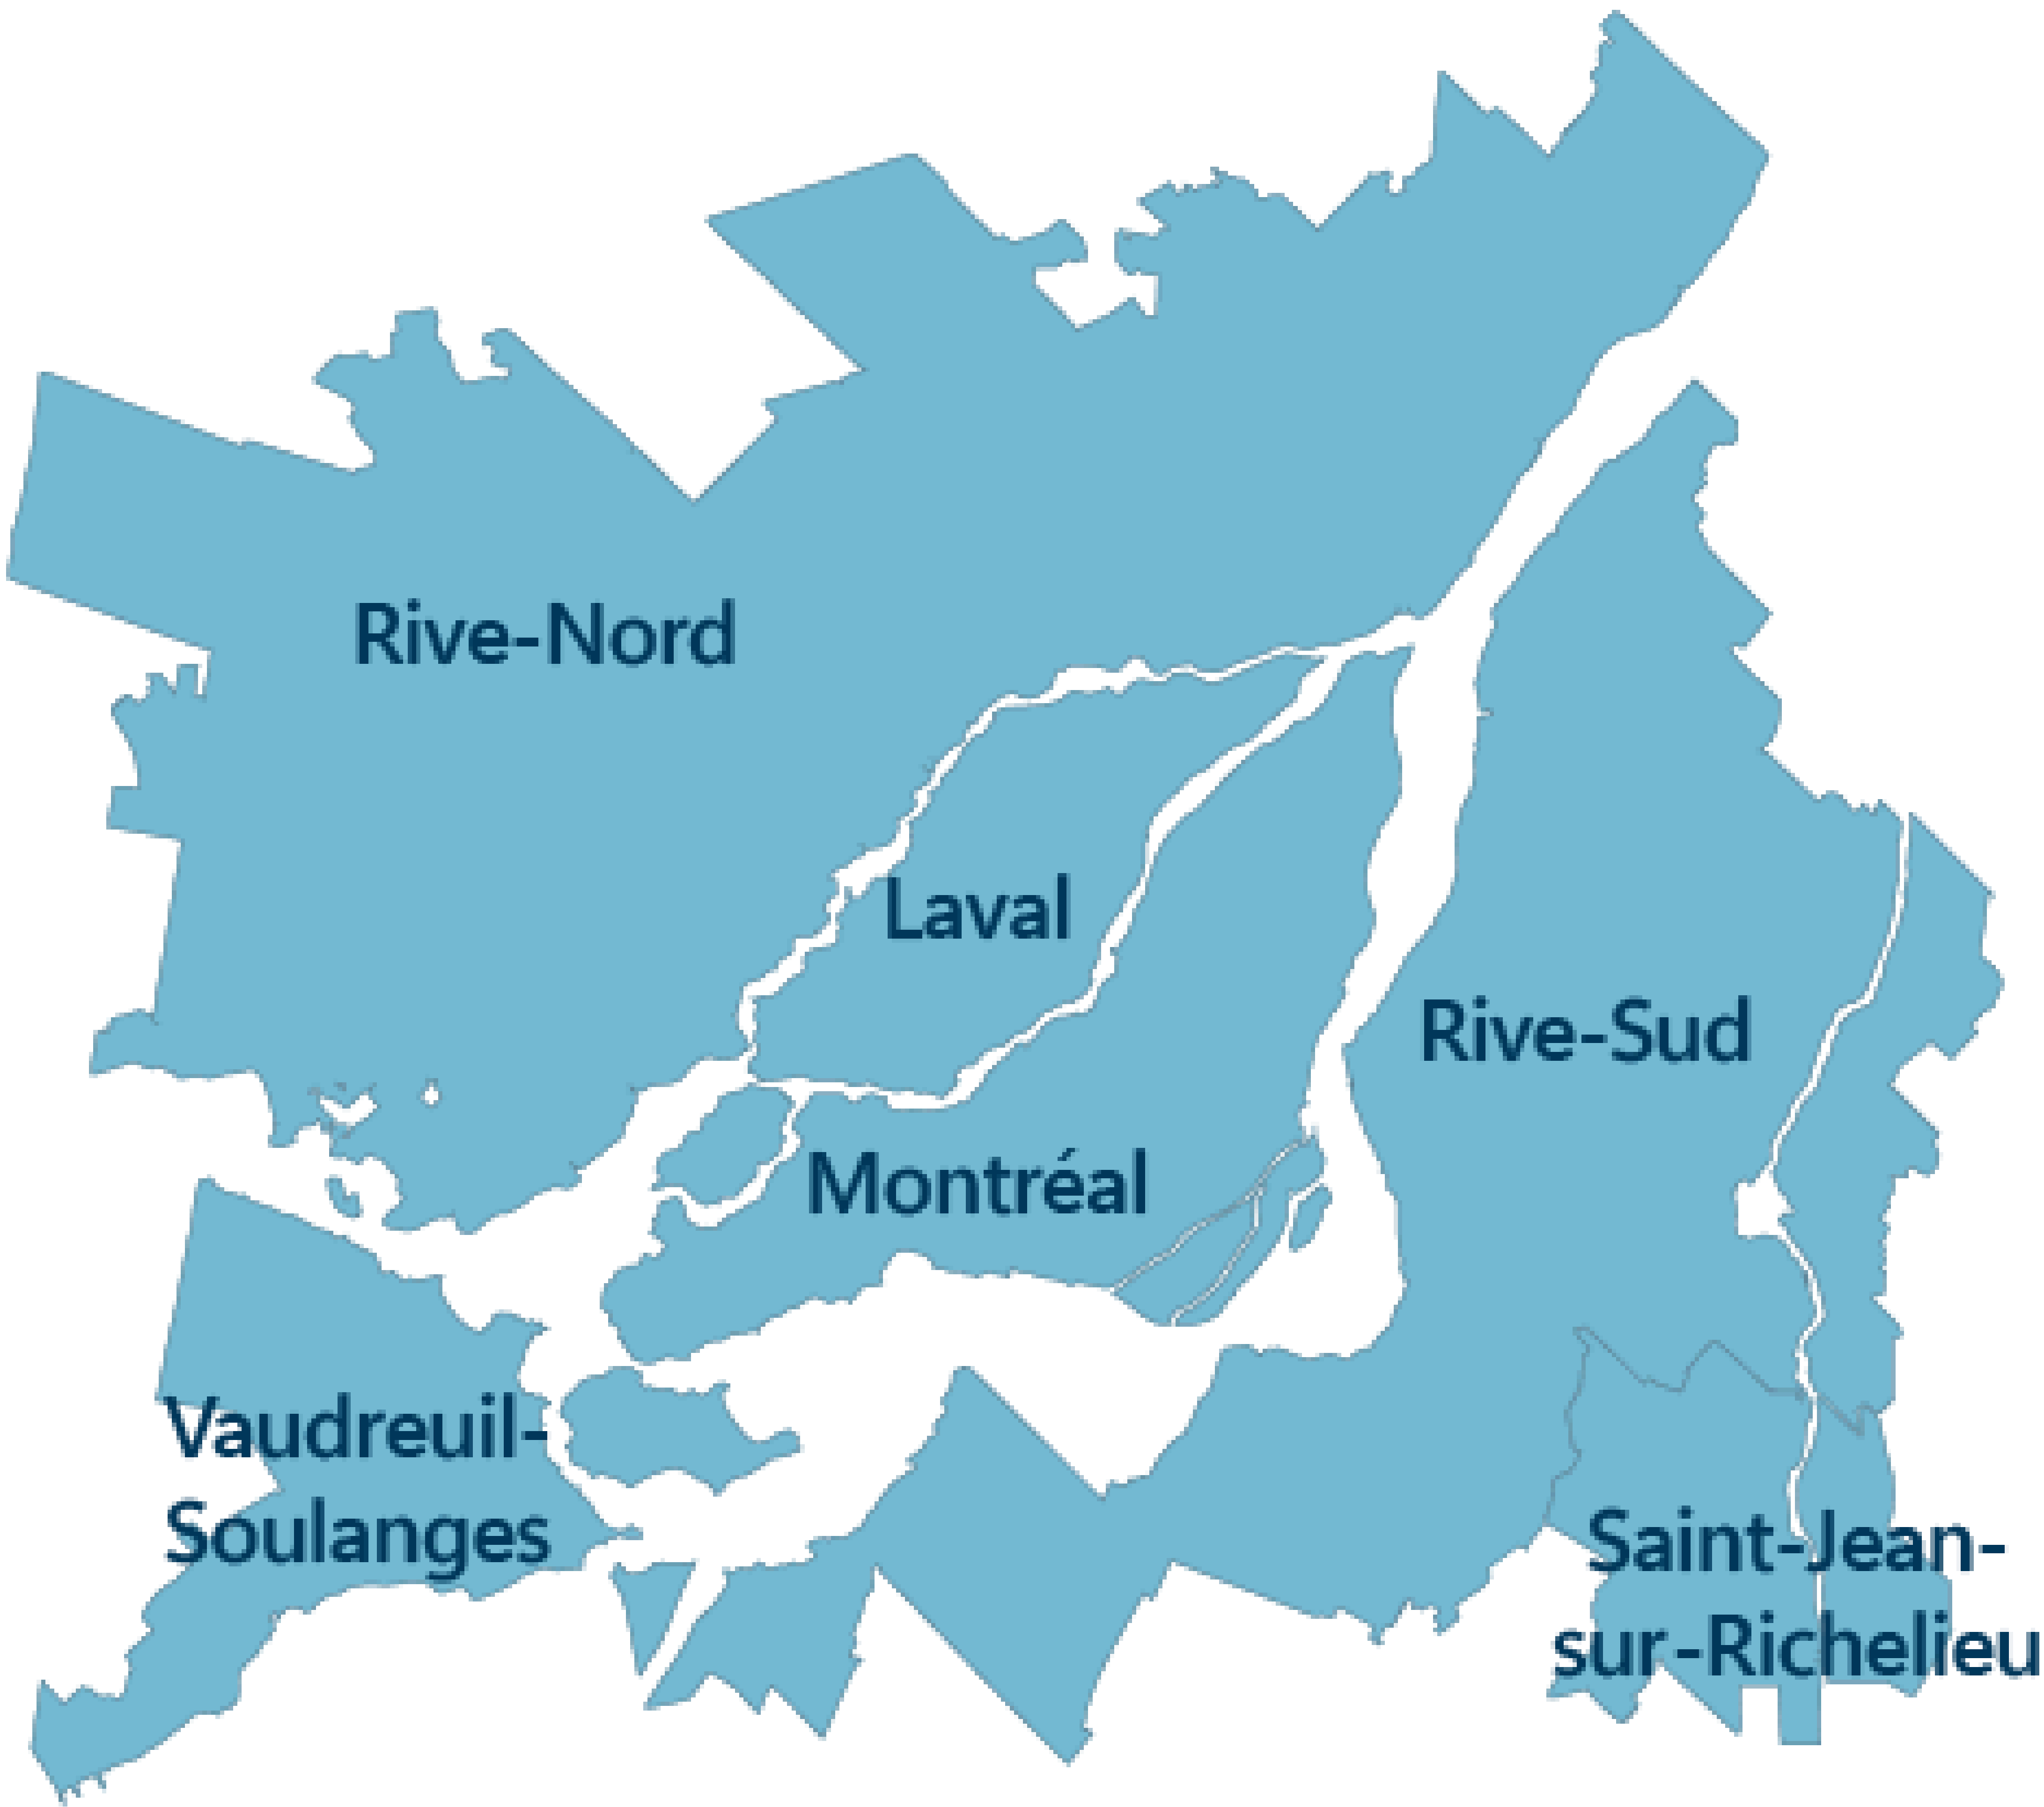 Rive-Nord
Laval
Rive-Sud
Montréal
Vaudreuil-
Soulanges
Saint-Jean-
sur-Richelieu